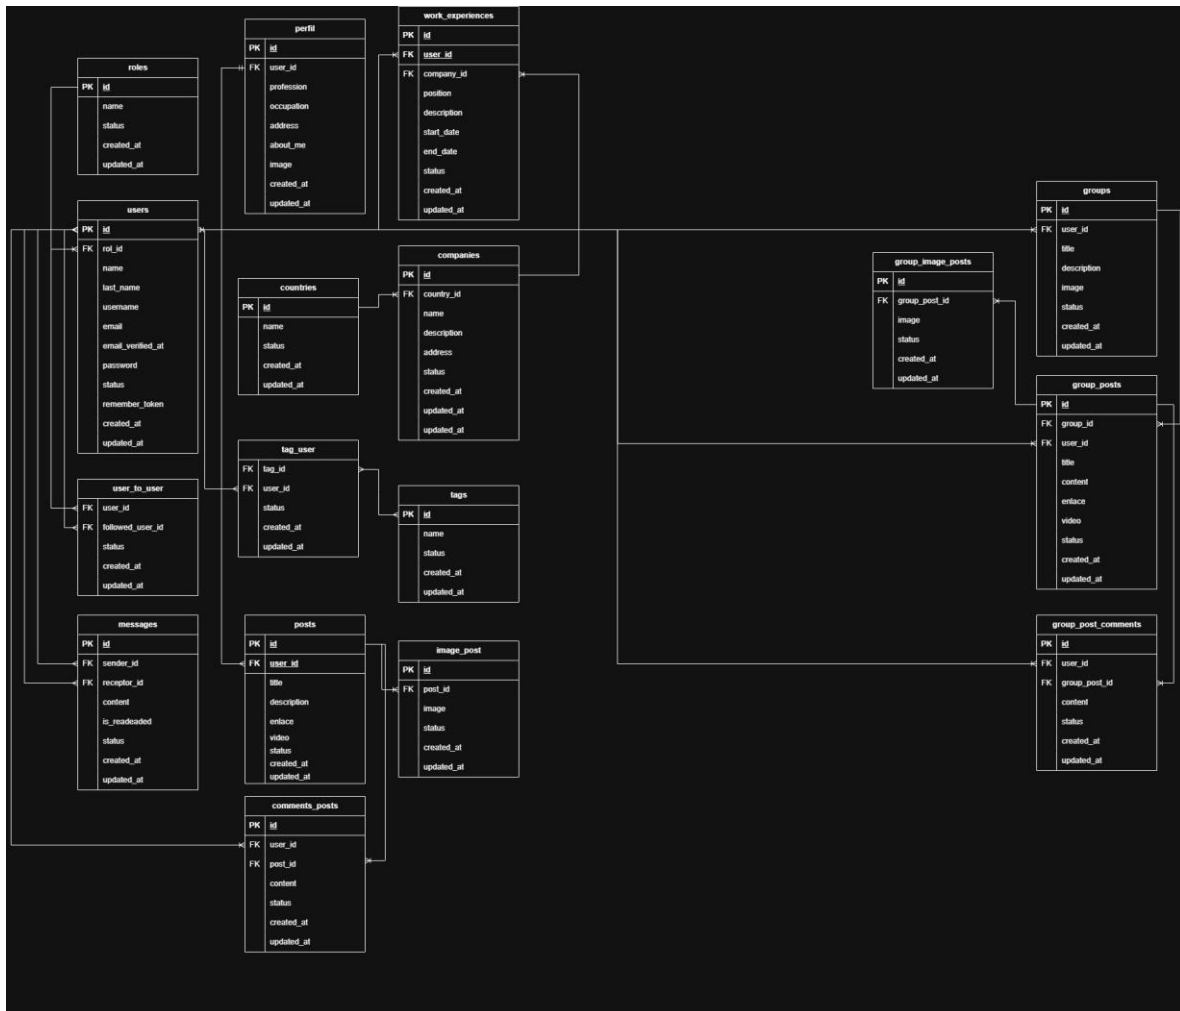 roles
PK id
name
status
created_at
updated_at
users
PK id
FK rol_id
name
last_name
username
email
email_verified_at
password
status
remember_token
created_at
updated_at
user_to_user
FK user_id
FK followed_user_id
status
created_at
updated_at
messages
PK id
FK sender_id
FK receptor_id
content
is_readeaded
status
created_at
updated_at
perfil
PK id
FK user_id
profession
occupation
address
about_me
image
created_at
updated_at
countries
PK id
name
status
created_at
updated_at
tag_user
FK tag_id
FK user_id
status
created_at
updated_at
posts
PK id
FK user_id
title
description
enlace
video
status
created_at
updated_at
comments_posts
PK id
FK user_id
FK post_id
content
status
created_at
updated_at
work_experiences
PK id
FK user_id
FK company_id
position
description
start_date
end_date
status
created_at
updated_at
companies
PK id
FK country_id
name
description
address
status
created_at
updated_at
updated_at
tags
PK id
name
status
created_at
updated_at
image_post
PK id
FK post_id
image
status
created_at
updated_at
group_image_posts
PK id
FK group_post_id
image
status
created_at
updated_at
groups
PK id
FK user_id
title
description
image
status
created_at
updated_at
group_posts
PK id
FK group_id
FK user_id
title
content
enlace
video
status
created_at
updated_at
group_post_comments
PK id
FK user_id
FK group_post_id
content
status
created_at
updated_at